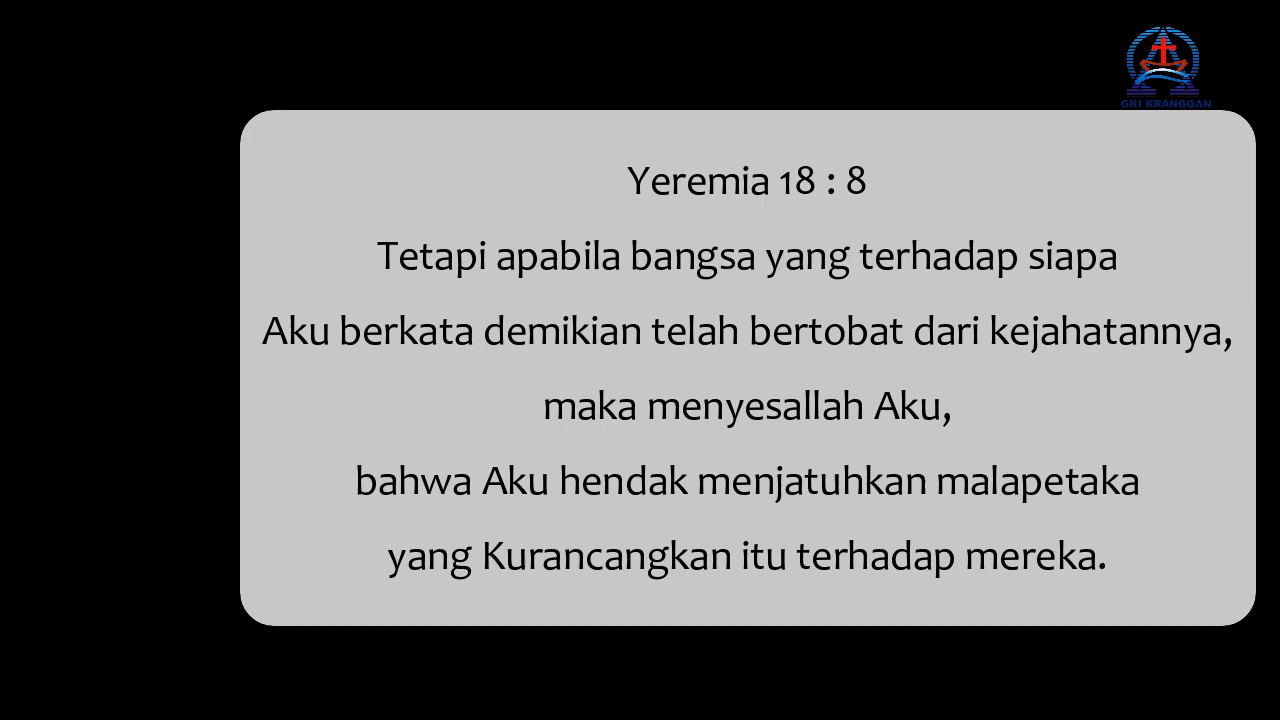 GKI KRANGGAN
Yeremia 18 : 8
Tetapi apabila bangsa yang terhadap siapa
Aku berkata demikian telah bertobat dari kejahatannya,
maka menyesallah Aku,
bahwa Aku hendak menjatuhkan malapetaka
yang Kurancangkan itu terhadap mereka.